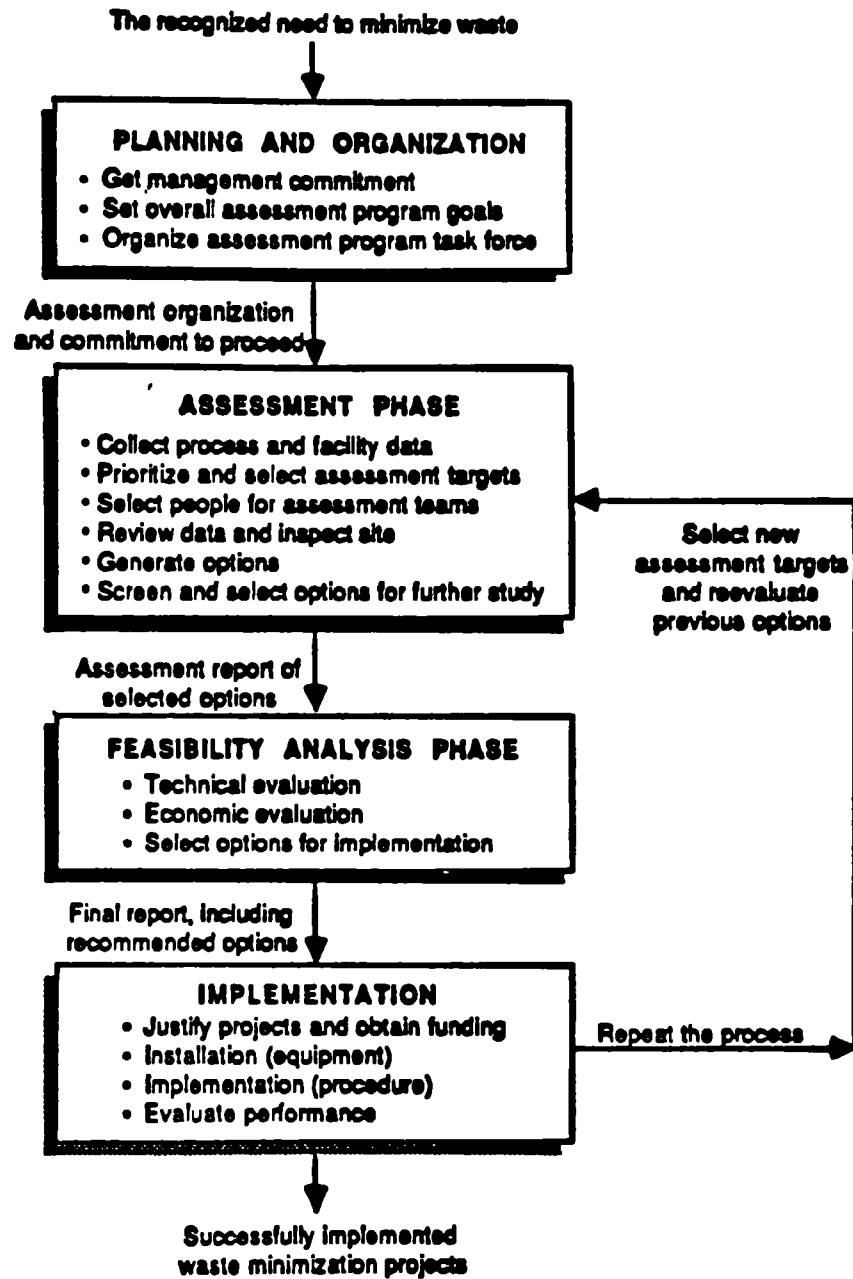 The recognized need to minimize waste
PLANNING AND ORGANIZATION
• Get management commitment
• Set overall assessment program goals
• Organize assessment program task force
Assessment organization
and commitment to proceed
ASSESSMENT PHASE
• Collect process and facility data
• Prioritize and select assessment targets
• Select people for assessment teams
• Review data and inspect site
• Generate options
• Screen and select options for further study
Select new
assessment targets
and reevaluate
previous options
Assessment report of
selected options
FEASIBILITY ANALYSIS PHASE
• Technical evaluation
• Economic evaluation
• Select options for implementation
Final report, including
recommended options
IMPLEMENTATION
• Justify projects and obtain funding
• Installation (equipment)
• Implementation (procedure)
• Evaluate performance
Repeat the process
Successfully implemented
waste minimization projects